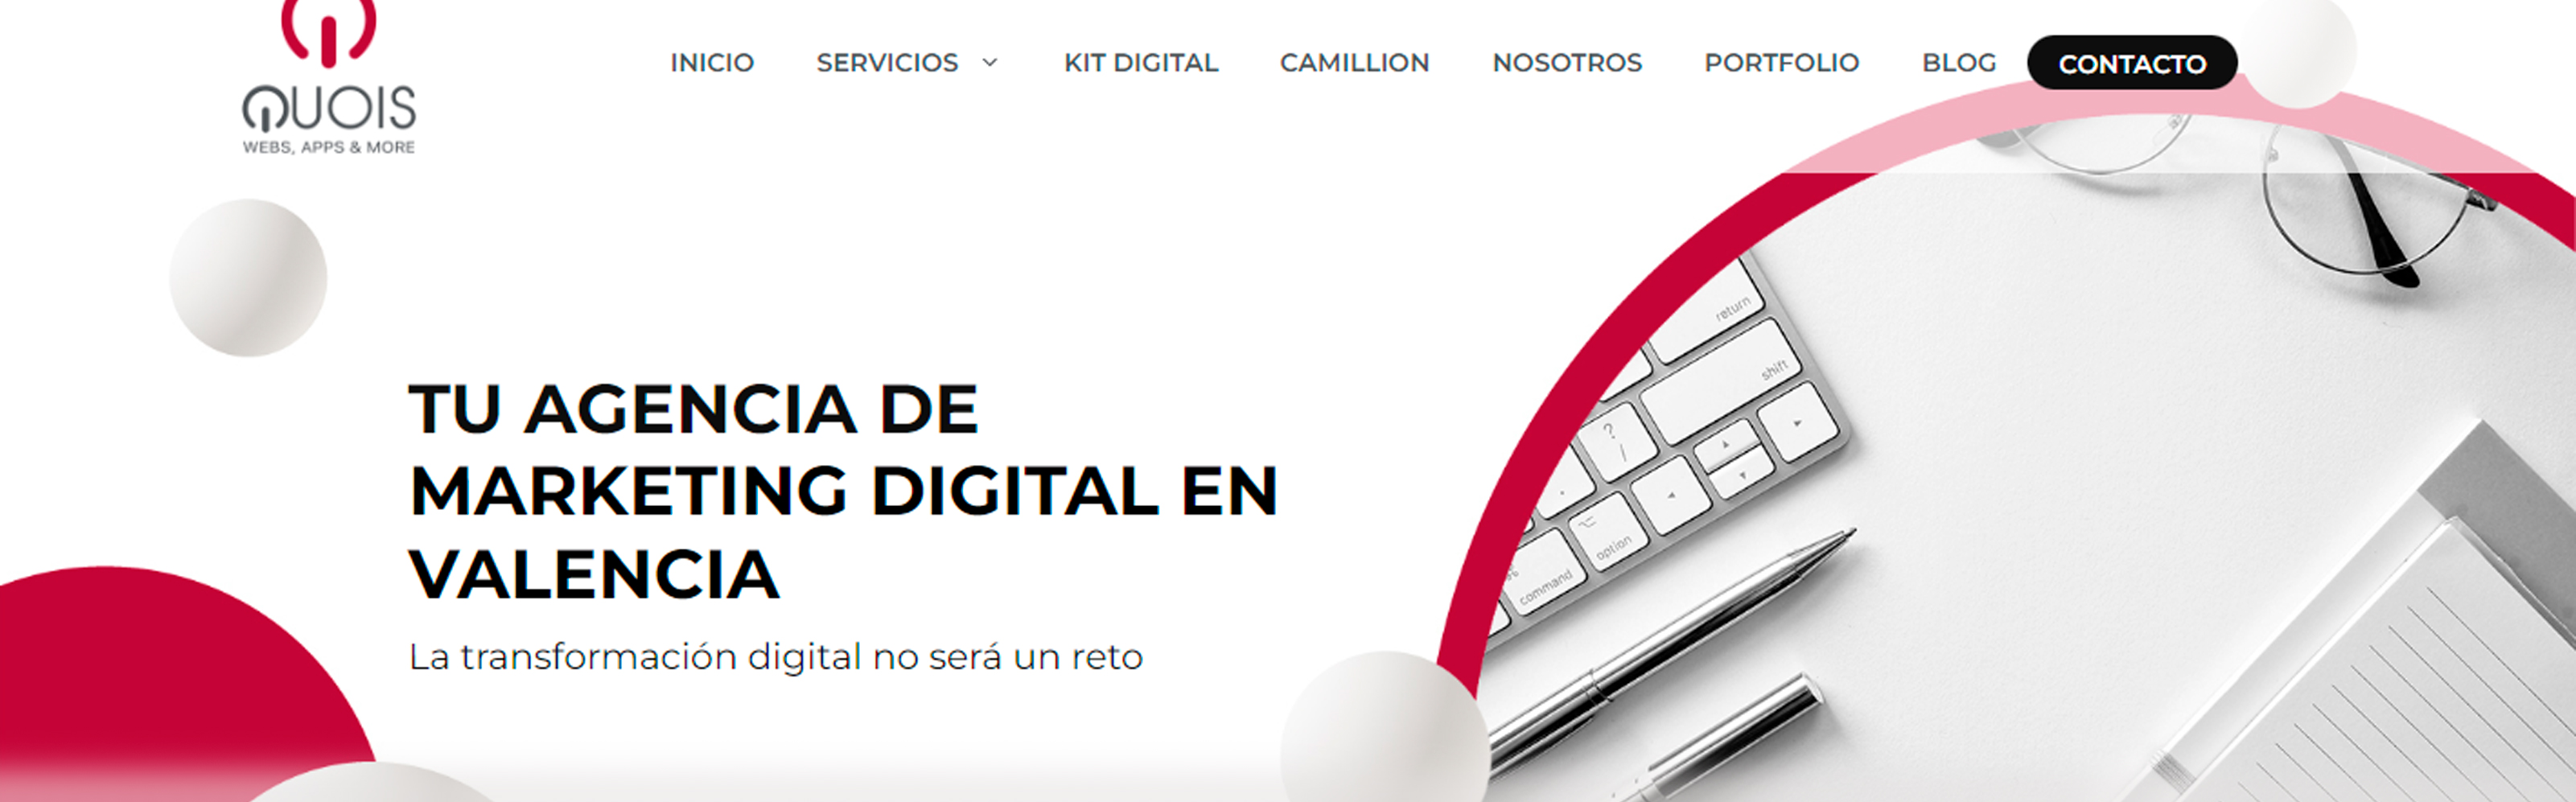 QUOIS
WEBS, APPS & MORE
INICIO
SERVICIOS
KIT DIGITAL
CAMILLION
NOSOTROS
PORTFOLIO
BLOG
CONTACTO
TU AGENCIA DE
MARKETING DIGITAL EN
VALENCIA
La transformación digital no será un reto
return
shift
?
/
option
command